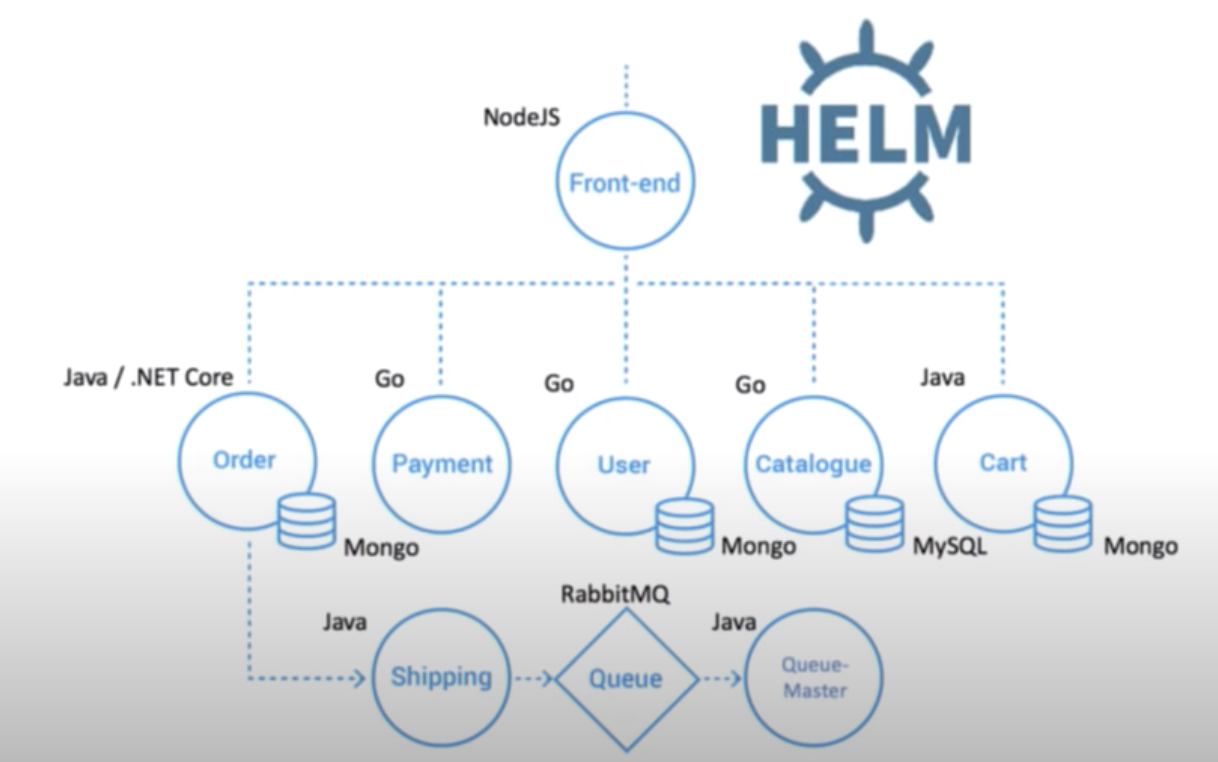 HELM
NodeJS
Front-end
Java / .NET Core
Go
Go
Go
Java
Order
Payment
User
Catalogue
Cart
Mongo
Mongo
MySQL
Mongo
RabbitMQ
Java
Java
Shipping
Queue
Queue-
Master